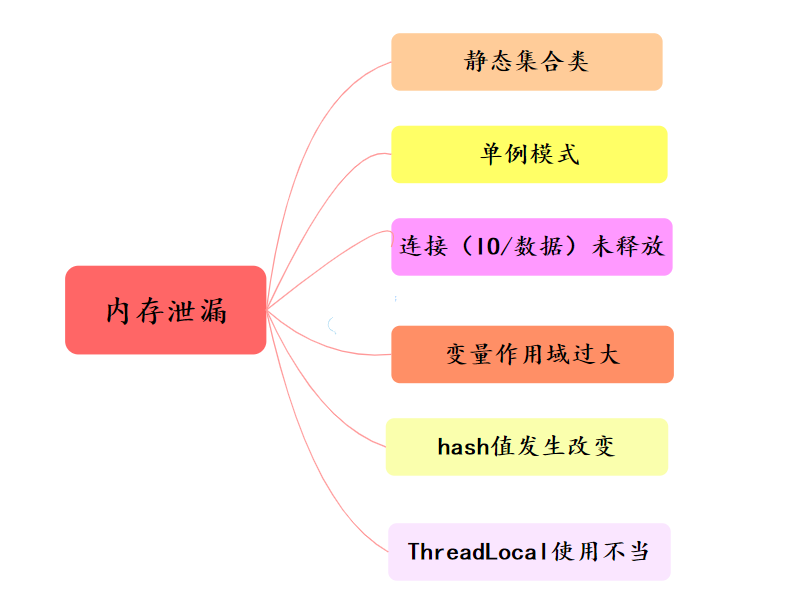 静态集合类
单例模式
连接（IO/数据）未释放
内存泄漏
变量作用域过大
hash值发生改变
ThreadLocal使用不当